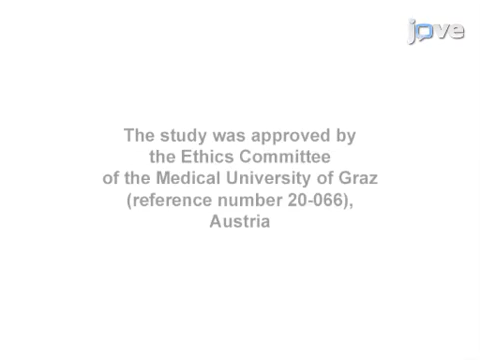 jove
The study was approved by
the Ethics Committee
of the Medical University of Graz
(reference number 20-066),
Austria